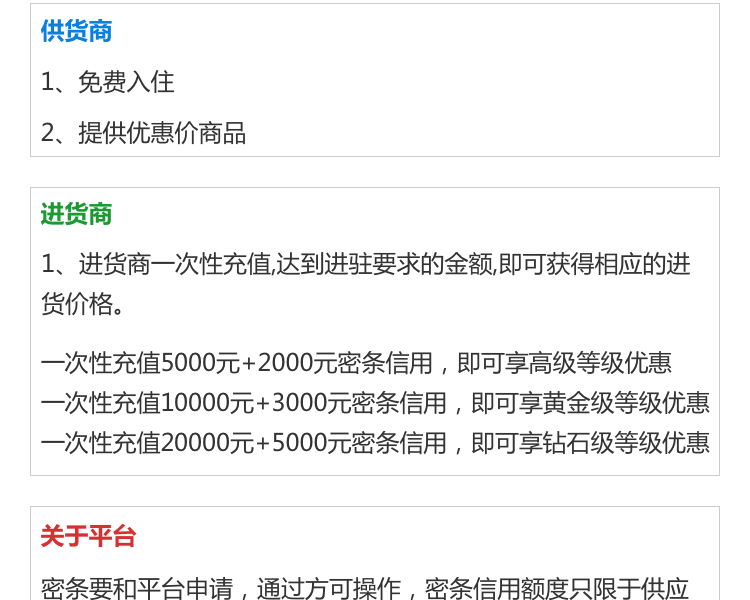 供货商
1、免费入住
2、提供优惠价商品
进货商
1、进货商一次性充值,达到进驻要求的金额,即可获得相应的进
货价格。
一次性充值5000元+2000元密条信用，即可享高级等级优惠
一次性充值10000元+3000元密条信用，即可享黄金级等级优惠
一次性充值20000元+5000元密条信用，即可享钻石级等级优惠
关于平台
密条要和平台申请，通过方可操作，密条信用额度只限于供应